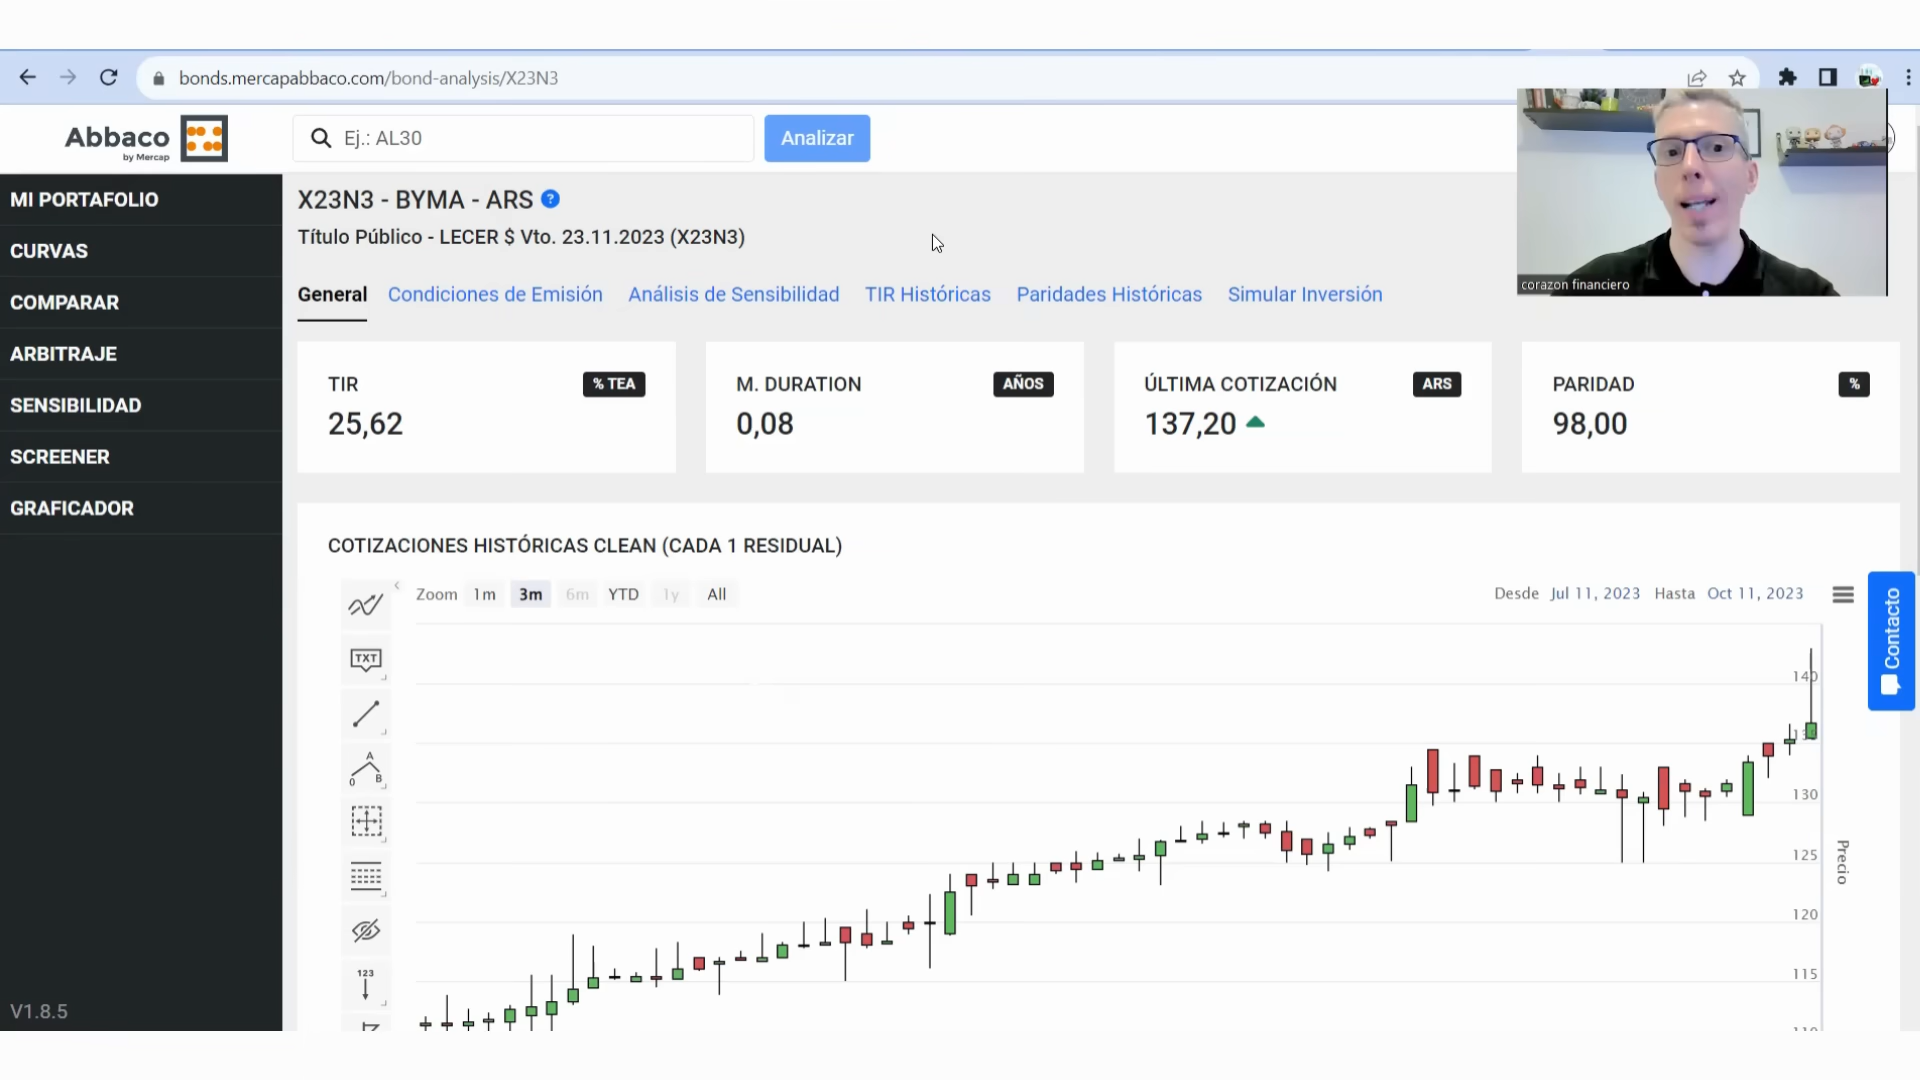 bonds.mercapabbaco.com/bond-analysis/X23N3
Abbaco
by Mercap
Ej.: AL30
Analizar
corazon financiero
MI PORTAFOLIO
CURVAS
COMPARAR
ARBITRAJE
SENSIBILIDAD
SCREENER
GRAFICADOR
V1.8.5
X23N3 - BYMA - ARS ?
Título Público - LECER $ Vto. 23.11.2023 (X23N3)
General Condiciones de Emisión Análisis de Sensibilidad TIR Históricas Paridades Históricas Simular Inversión
TIR % TEA
25,62
M. DURATION AÑOS
0,08
ÚLTIMA COTIZACIÓN ARS
137,20
PARIDAD %
98,00
COTIZACIONES HISTÓRICAS CLEAN (CADA 1 RESIDUAL)
Zoom 1m 3m 6m YTD 1y All
Desde Jul 11, 2023 Hasta Oct 11, 2023
TXT
A
0 B
123
140
130
125
120
115
Precio
Contacto